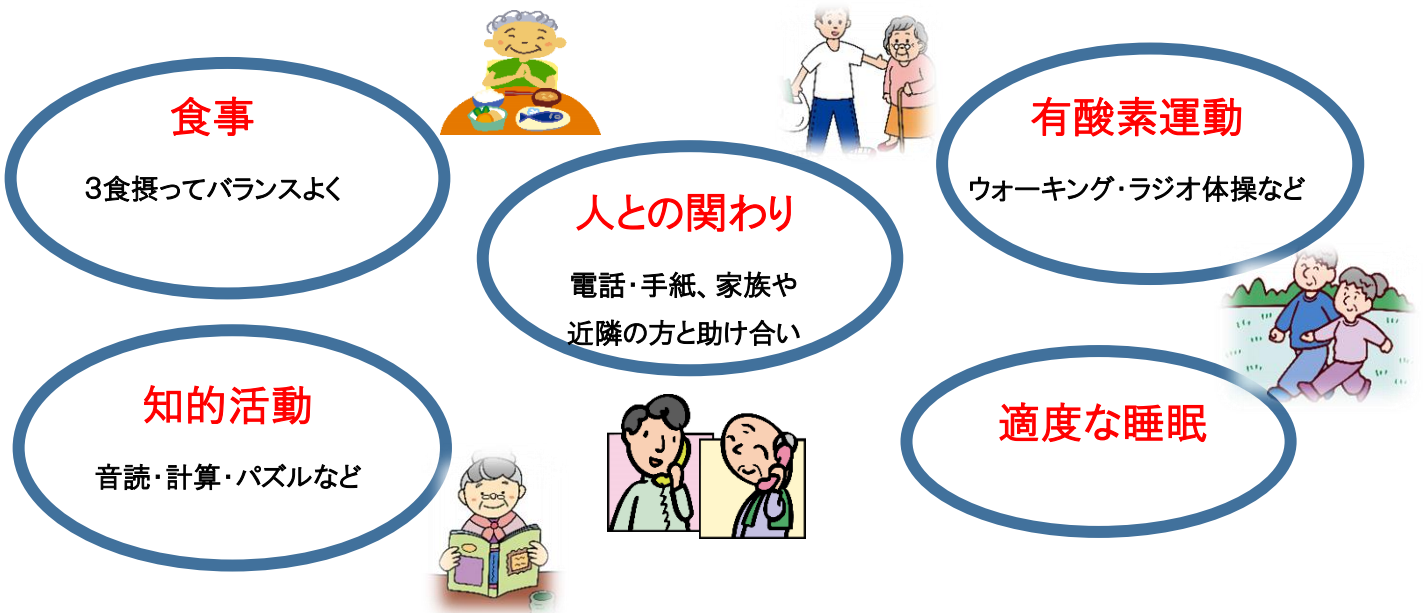 食事
３食摂ってバランスよく
人との関わり
電話・手紙、家族や
近隣の方と助け合い
有酸素運動
ウォーキング・ラジオ体操など
知的活動
音読・計算・パズルなど
適度な睡眠